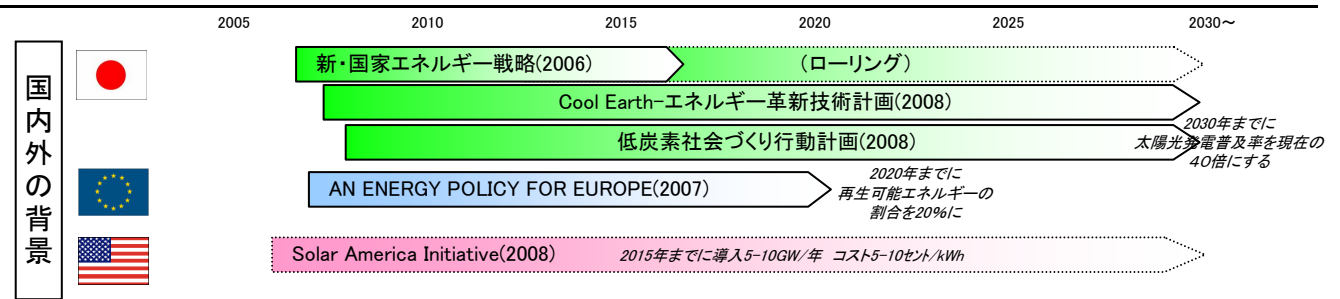 2005 2010 2015 2020 2025 2030～
国内外の背景
新・国家エネルギー戦略(2006) (ローリング)
Cool Earth-エネルギー革新技術計画(2008)
低炭素社会づくり行動計画(2008)
2030年までに
太陽光発電普及率を現在の
40倍にする
AN ENERGY POLICY FOR EUROPE(2007)
2020年までに
再生可能エネルギーの
割合を20%に
Solar America Initiative(2008) 2015年までに導入5-10GW/年 コスト5-10セント/kWh